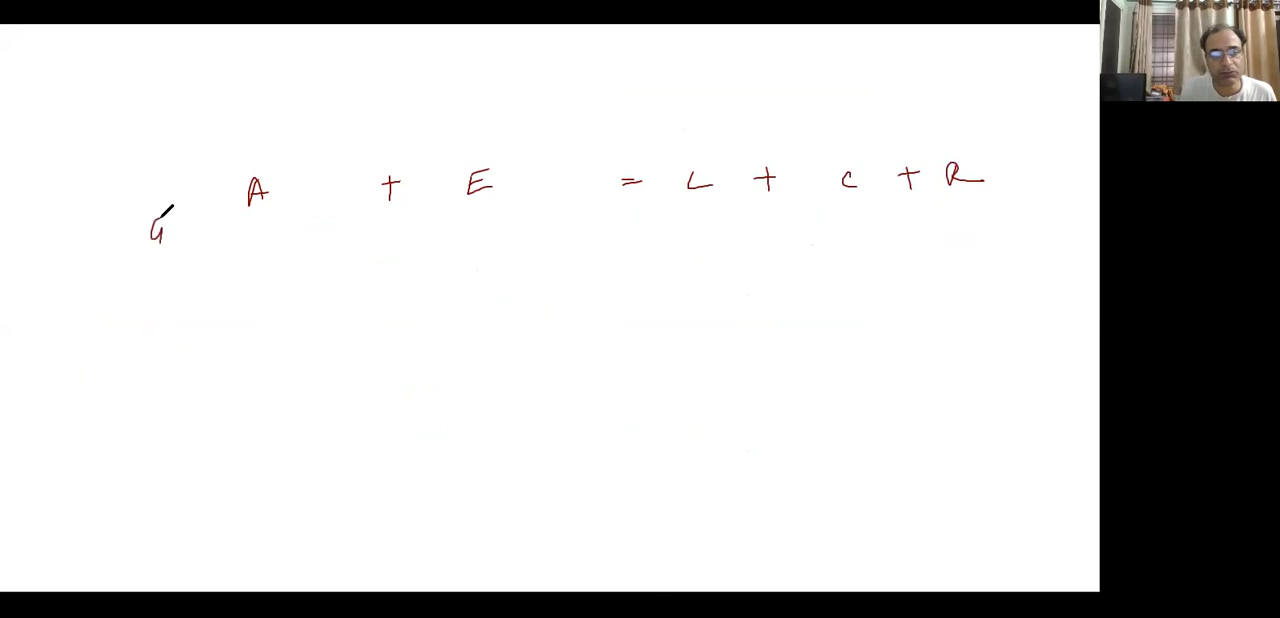 A + E = L + C + R